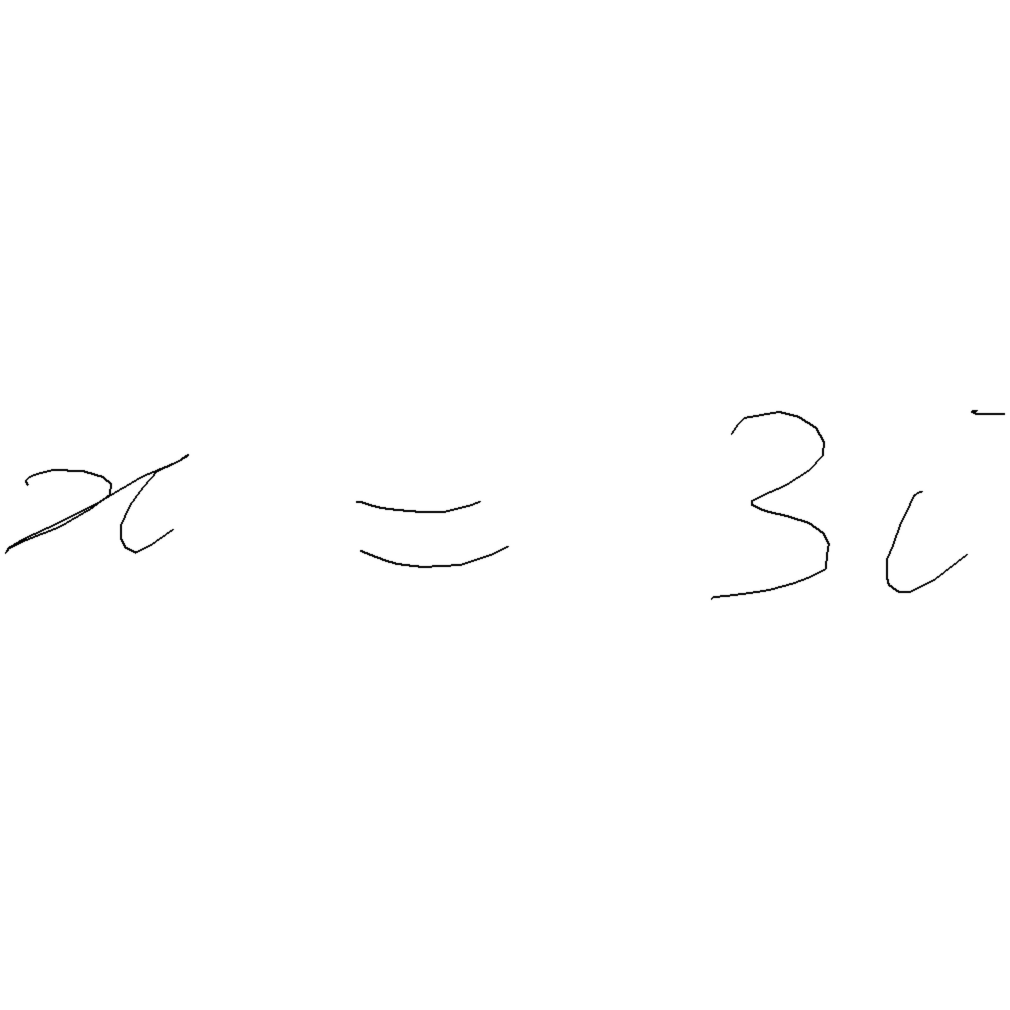 x = 3i